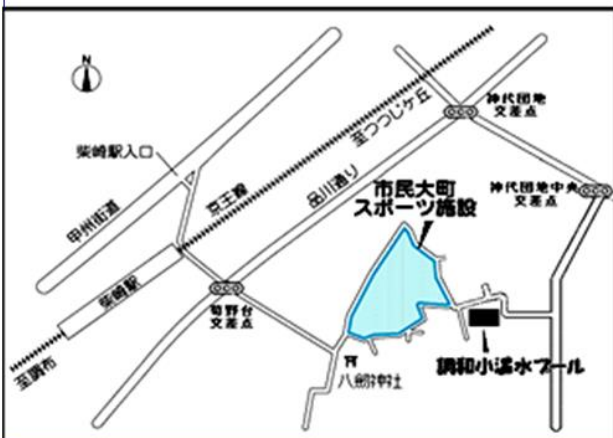 N
柴崎駅入口
甲州街道
京王線
至つつじケ丘
品川通り
神代団地
交差点
市民大町
スポーツ施設
神代団地中央
交差点
柴崎駅
菊野台
交差点
至調布
八劔神社
調和小温水プール